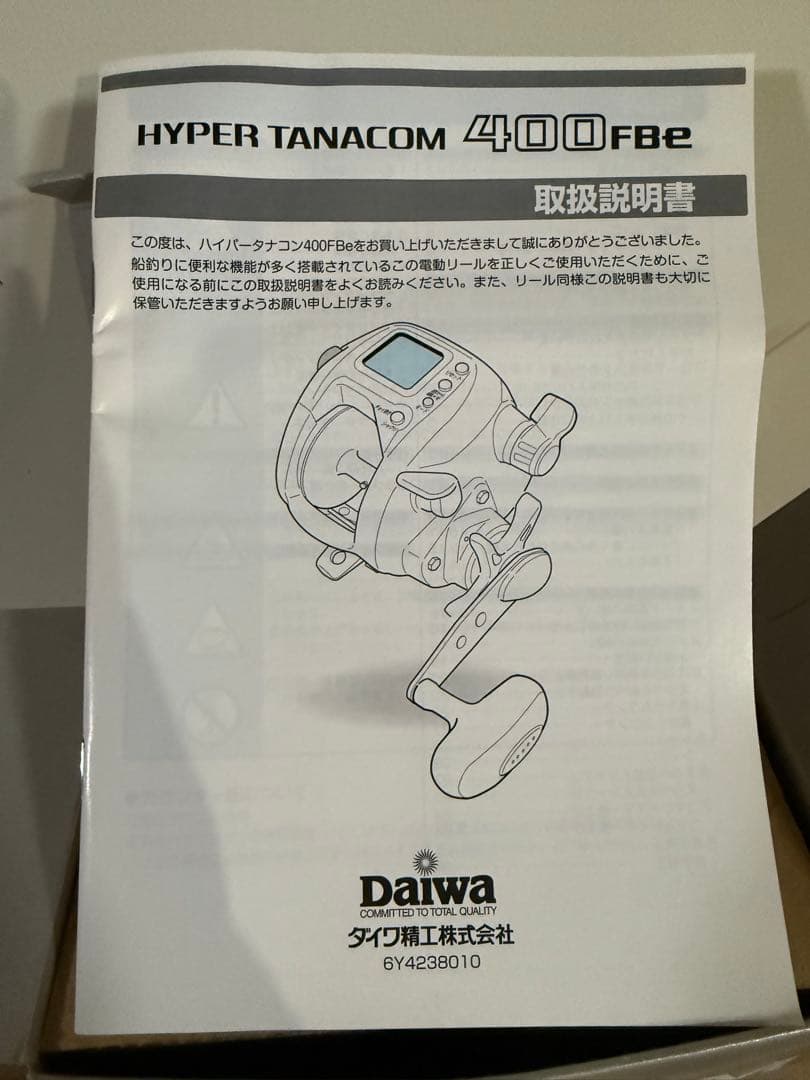 HYPER TANACOM 400FBe
取扱説明書
この度は、ハイパータナコン400FBeをお買い上げいただきまして誠にありがとうございました。
船釣りに便利な機能が多く搭載されているこの電動リールを正しくご使用いただくために、ご
使用になる前にこの取扱説明書をよくお読みください。また、リール同様この説明書も大切に
保管いただきますようお願い申し上げます。
リセット
Daiwa
COMMITTED TO TOTAL QUALITY
ダイワ精工株式会社
6Y4238010